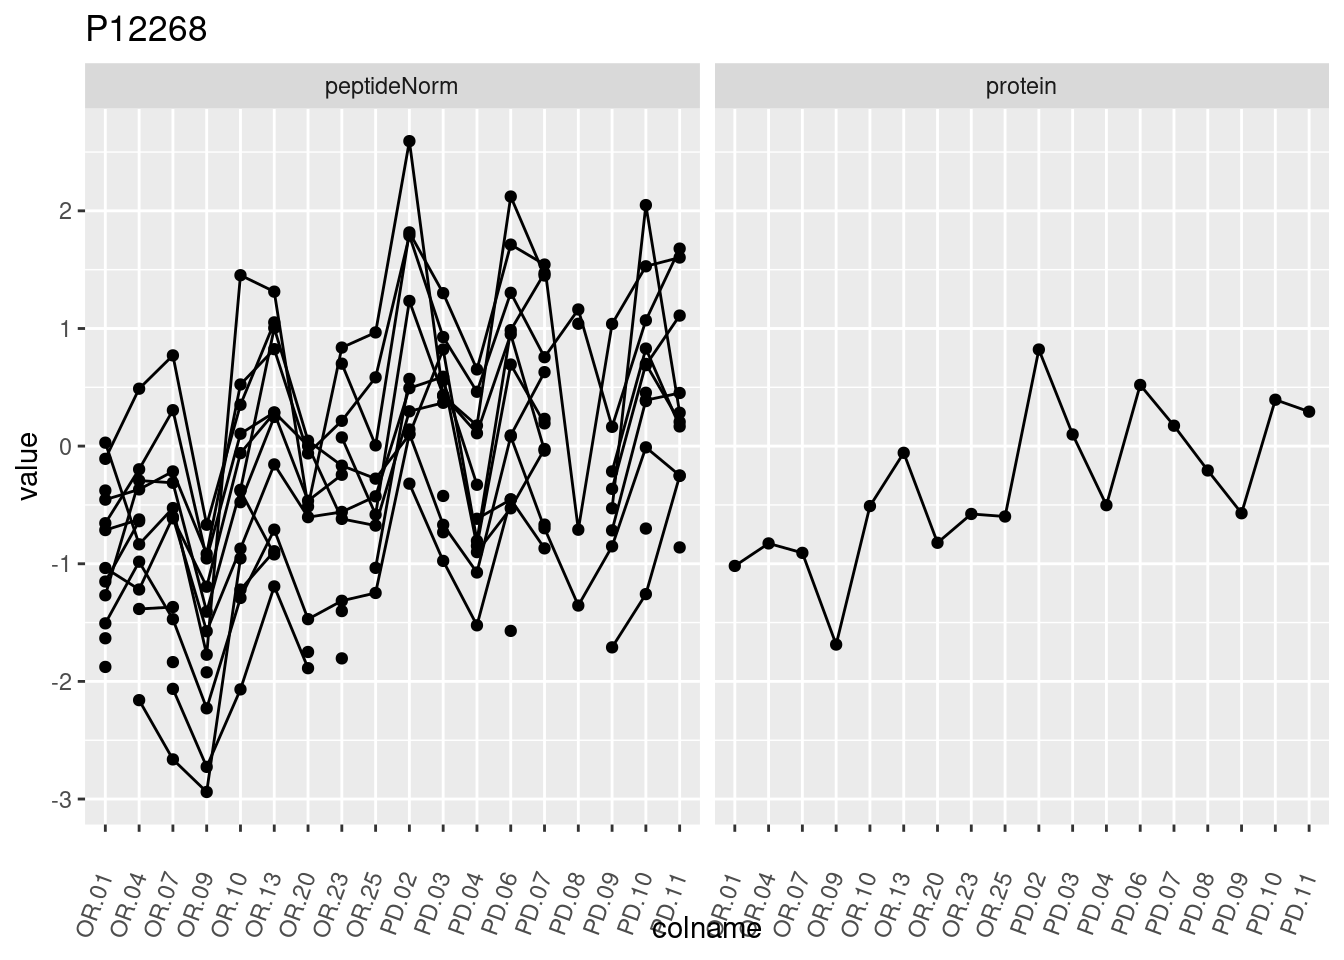 P12268
peptideNorm protein
value
2
1
0
-1
-2
-3
OR.01 OR.04 OR.07 OR.09 OR.10 OR.13 OR.20 OR.23 OR.25 PD.02 PD.03 PD.04 PD.06 PD.07 PD.08 PD.09 PD.10 PD.11 OR.01 OR.04 OR.07 OR.09 OR.10 OR.13 OR.20 OR.23 OR.25 PD.02 PD.03 PD.04 PD.06 PD.07 PD.08 PD.09 PD.10 PD.11
colname